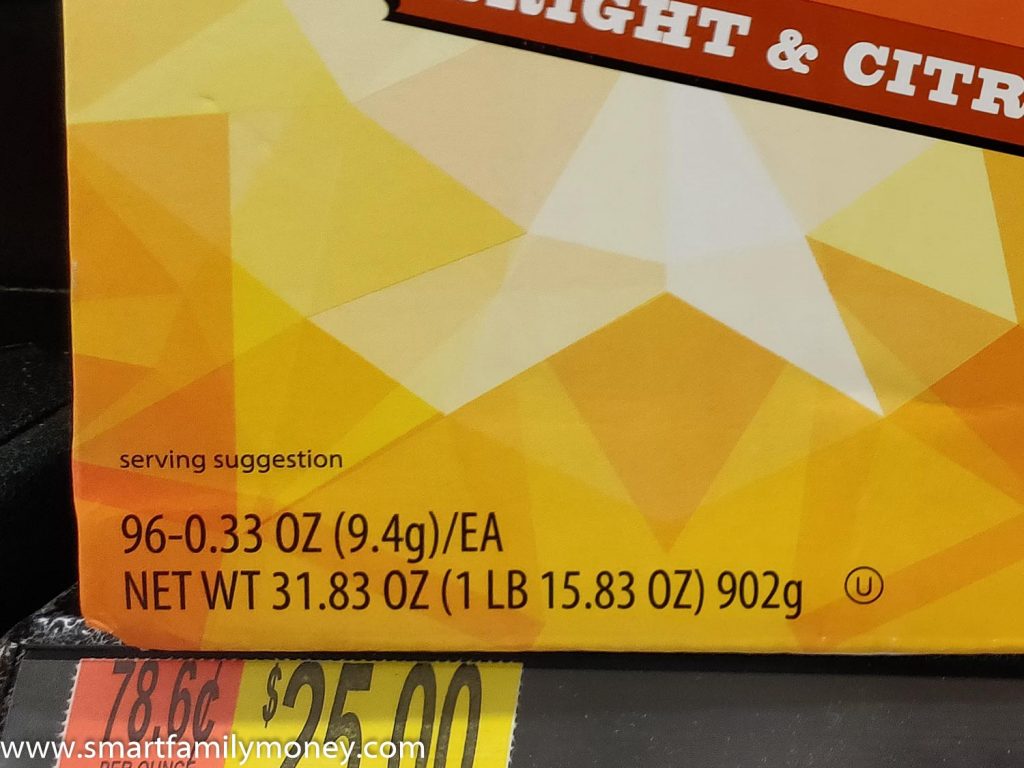 RIGHT & CITR
serving suggestion
96-0.33 OZ (9.4g)/EA
NET WT 31.83 OZ (1 LB 15.83 OZ) 902g
U
78.6¢
$25.00
PER OUNCE
www.smartfamilymoney.com